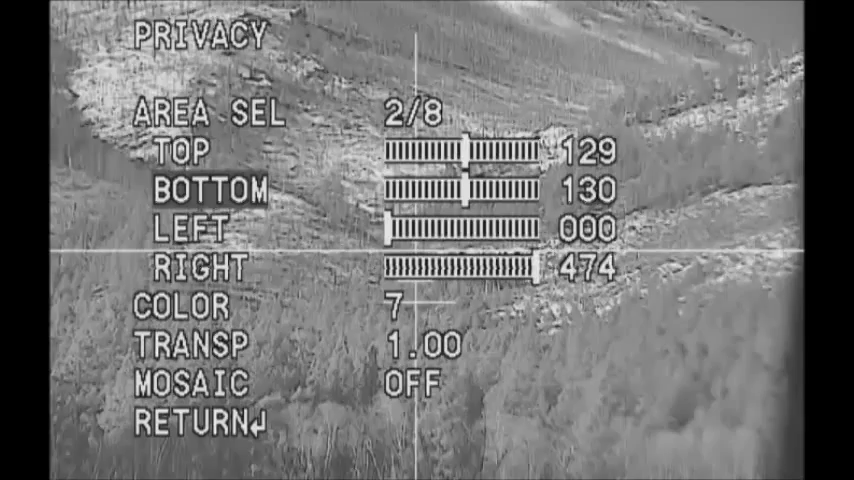 PRIVACY
AREA SEL 2/8
TOP 129
BOTTOM 130
LEFT 000
RIGHT 474
COLOR 7
TRANSP 1.00
MOSAIC OFF
RETURN↵